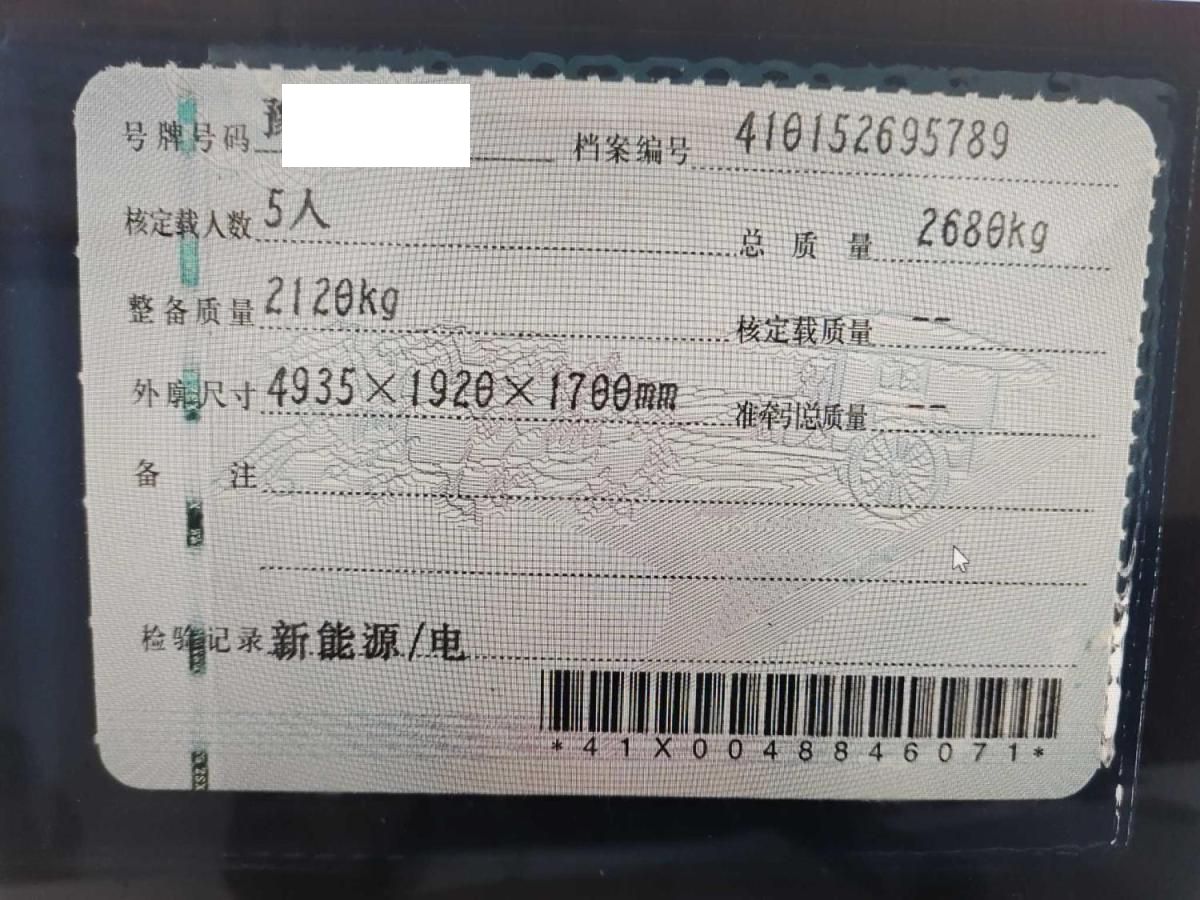 号牌号码 豫 档案编号 410152695789
核定载人数 5人 总质量 2680kg
整备质量 2120kg 核定载质量 --
外廓尺寸 4935×1920×1700mm 准牵引总质量 --
备注
检验记录 新能源/电
*41X0048846071*